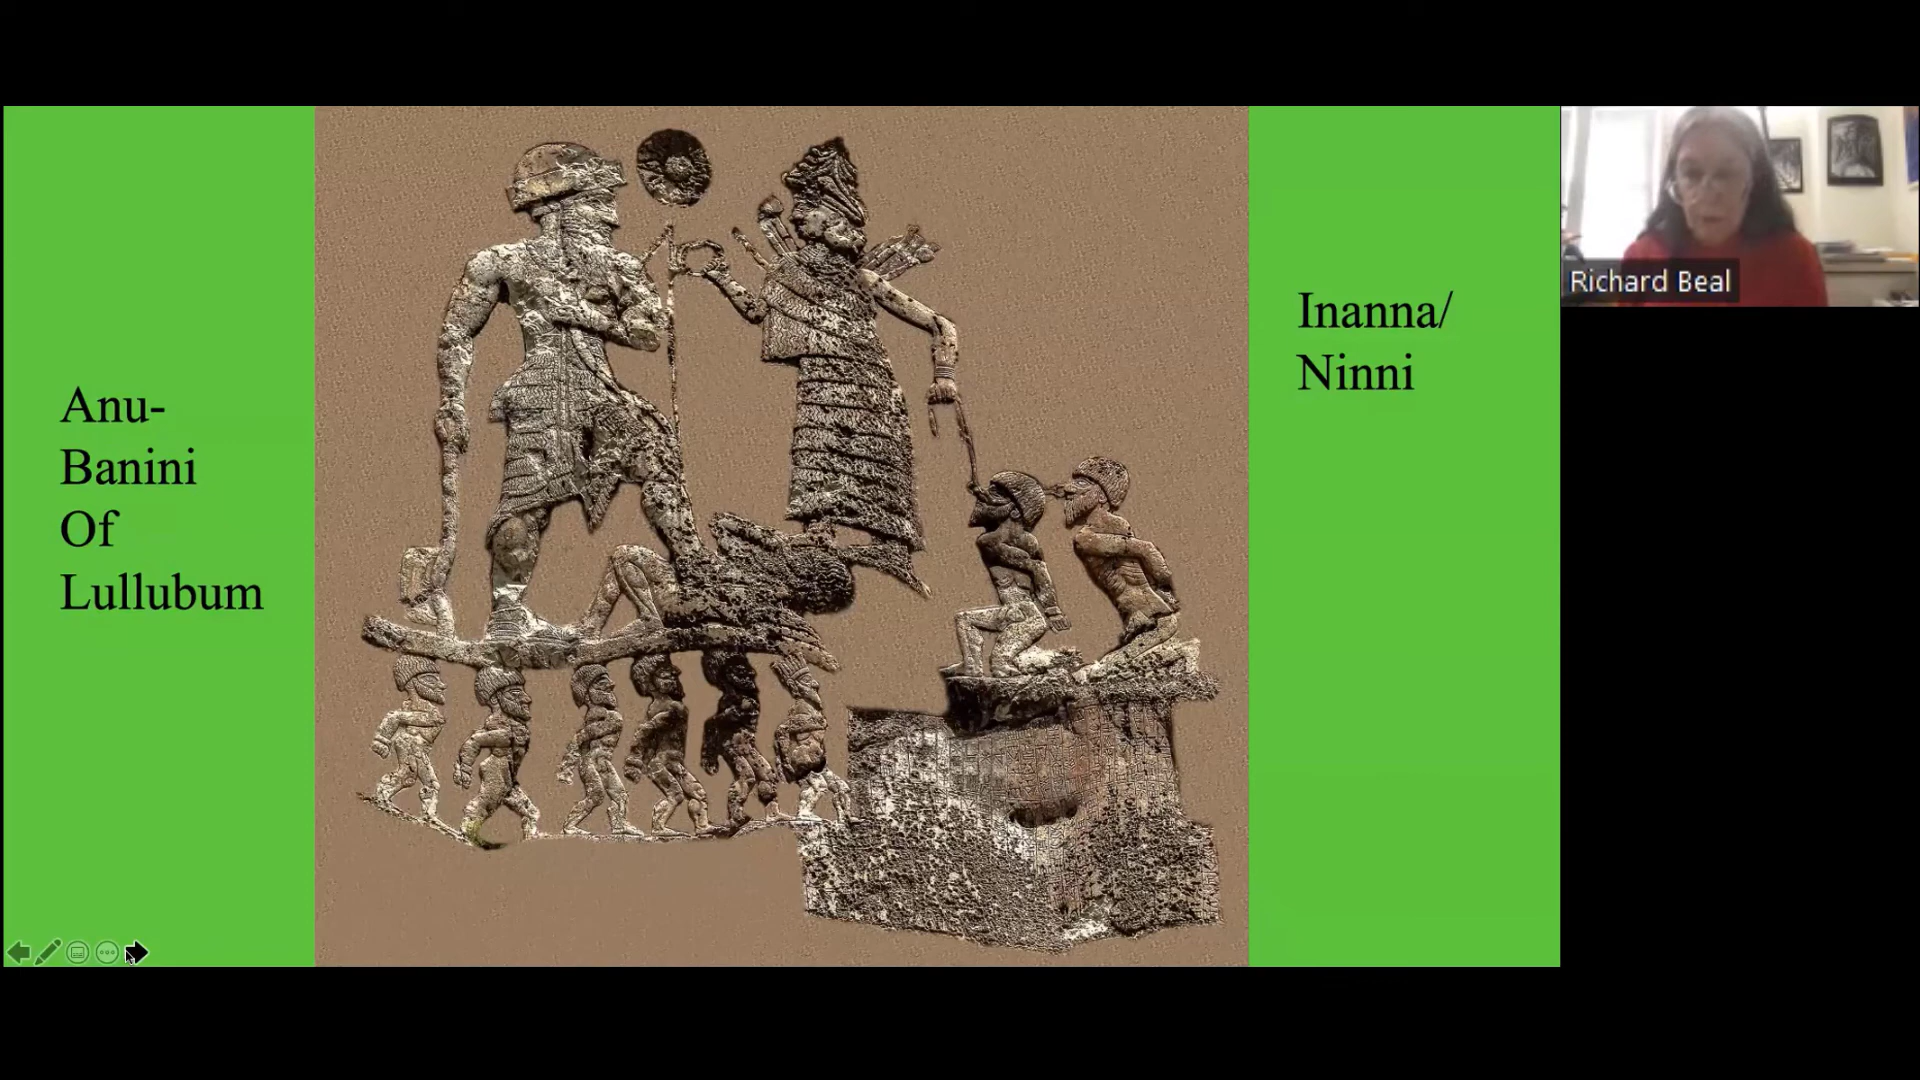 Anu-
Banini
Of
Lullubum
Inanna/
Ninni
Richard Beal